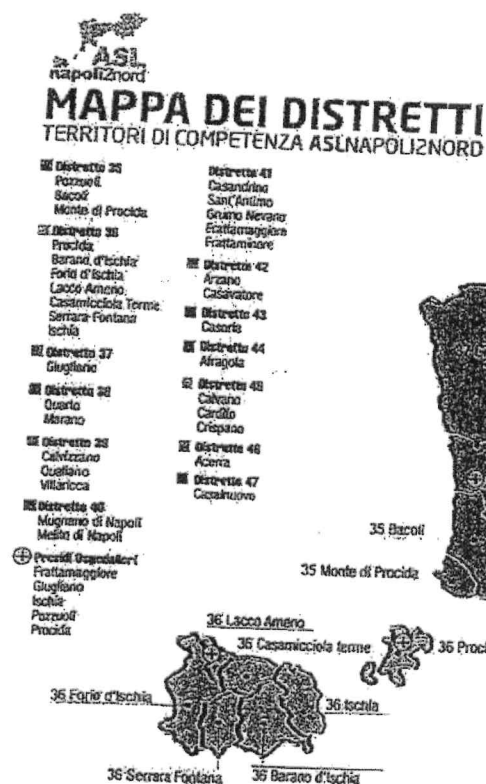 ASL
napoli2nord
MAPPA DEI DISTRETTI
TERRITORI DI COMPETENZA ASLNAPOLI2NORD
Distretto 35
Pozzuoli
Bacoli
Monte di Procida
Distretto 36
Procida
Barano d'Ischia
Forio d'Ischia
Lacco Ameno
Casamicciola Terme
Serrara Fontana
Ischia
Distretto 37
Giugliano
Distretto 38
Quarto
Marano
Distretto 39
Calvizzano
Qualiano
Villaricca
Distretto 40
Mugnano di Napoli
Melito di Napoli
Presidi Ospedalieri
Frattamaggiore
Giugliano
Ischia
Pozzuoli
Procida
Distretto 41
Casandrino
Sant'Antimo
Grumo Nevano
Frattamaggiore
Frattaminore
Distretto 42
Arzano
Casavatore
Distretto 43
Casoria
Distretto 44
Afragola
Distretto 45
Caivano
Cardito
Crispano
Distretto 46
Acerra
Distretto 47
Casalnuovo
35 Bacoli
35 Monte di Procida
36 Lacco Ameno
36 Casamicciola terme
36 Proci
36 Forio d'Ischia
36 Ischia
36 Serrara Fontana
36 Barano d'Ischia